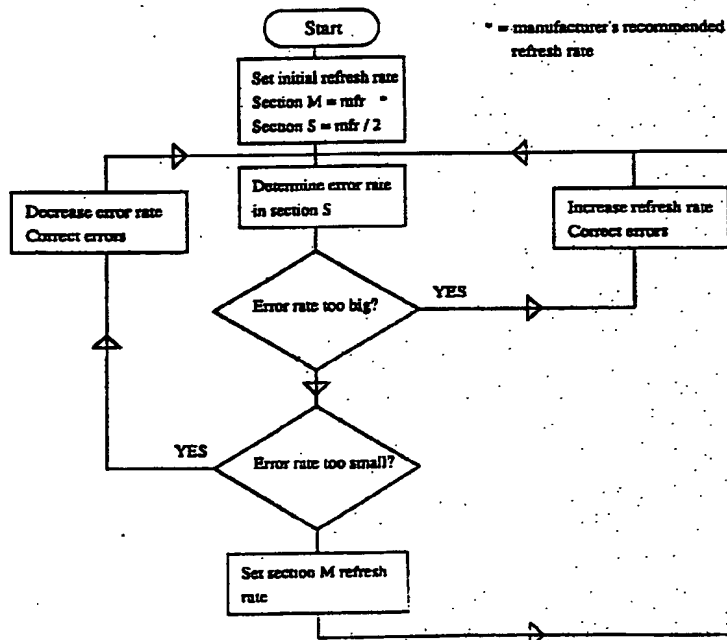 Start
* = manufacturer's recommended
refresh rate
Set initial refresh rate
Section M = mfr *
Section S = mfr / 2
Determine error rate
in section S
Decrease error rate
Correct errors
Increase refresh rate
Correct errors
Error rate too big?
YES
YES
Error rate too small?
Set section M refresh
rate